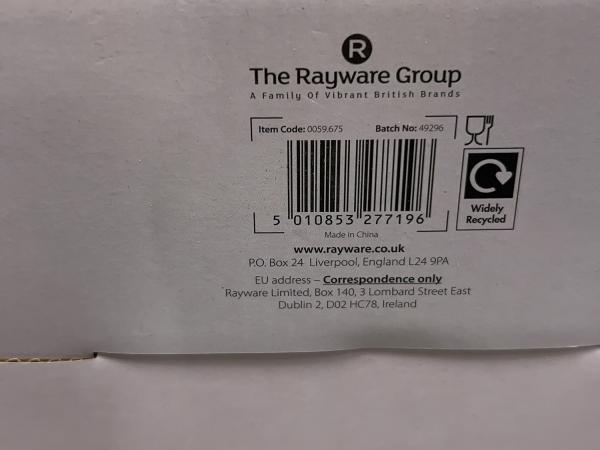 R
The Rayware Group
A Family Of Vibrant British Brands
Item Code: 0059.675 Batch No: 49296
5 010853 277196
Made in China
www.rayware.co.uk
P.O. Box 24 Liverpool, England L24 9PA
EU address – Correspondence only
Rayware Limited, Box 140, 3 Lombard Street East
Dublin 2, D02 HC78, Ireland
Widely
Recycled